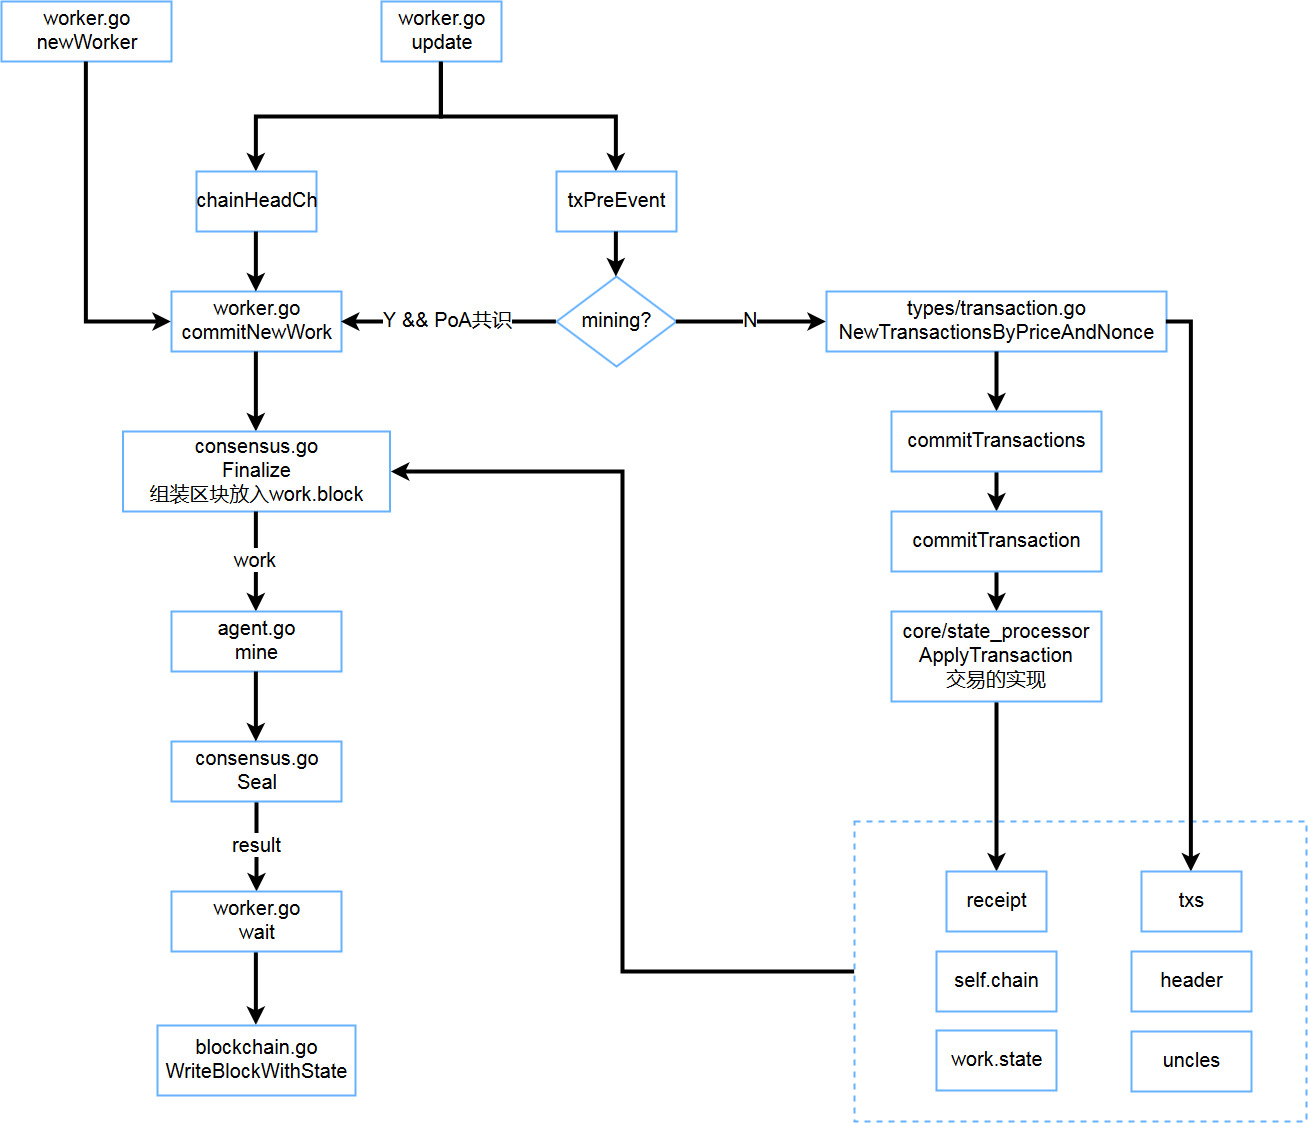 worker.go
newWorker
worker.go
update
chainHeadCh
txPreEvent
worker.go
commitNewWork
Y && PoA共识
mining?
N
types/transaction.go
NewTransactionsByPriceAndNonce
consensus.go
Finalize
组装区块放入work.block
commitTransactions
commitTransaction
work
agent.go
mine
core/state_processor
ApplyTransaction
交易的实现
consensus.go
Seal
result
worker.go
wait
receipt
txs
self.chain
header
blockchain.go
WriteBlockWithState
work.state
uncles